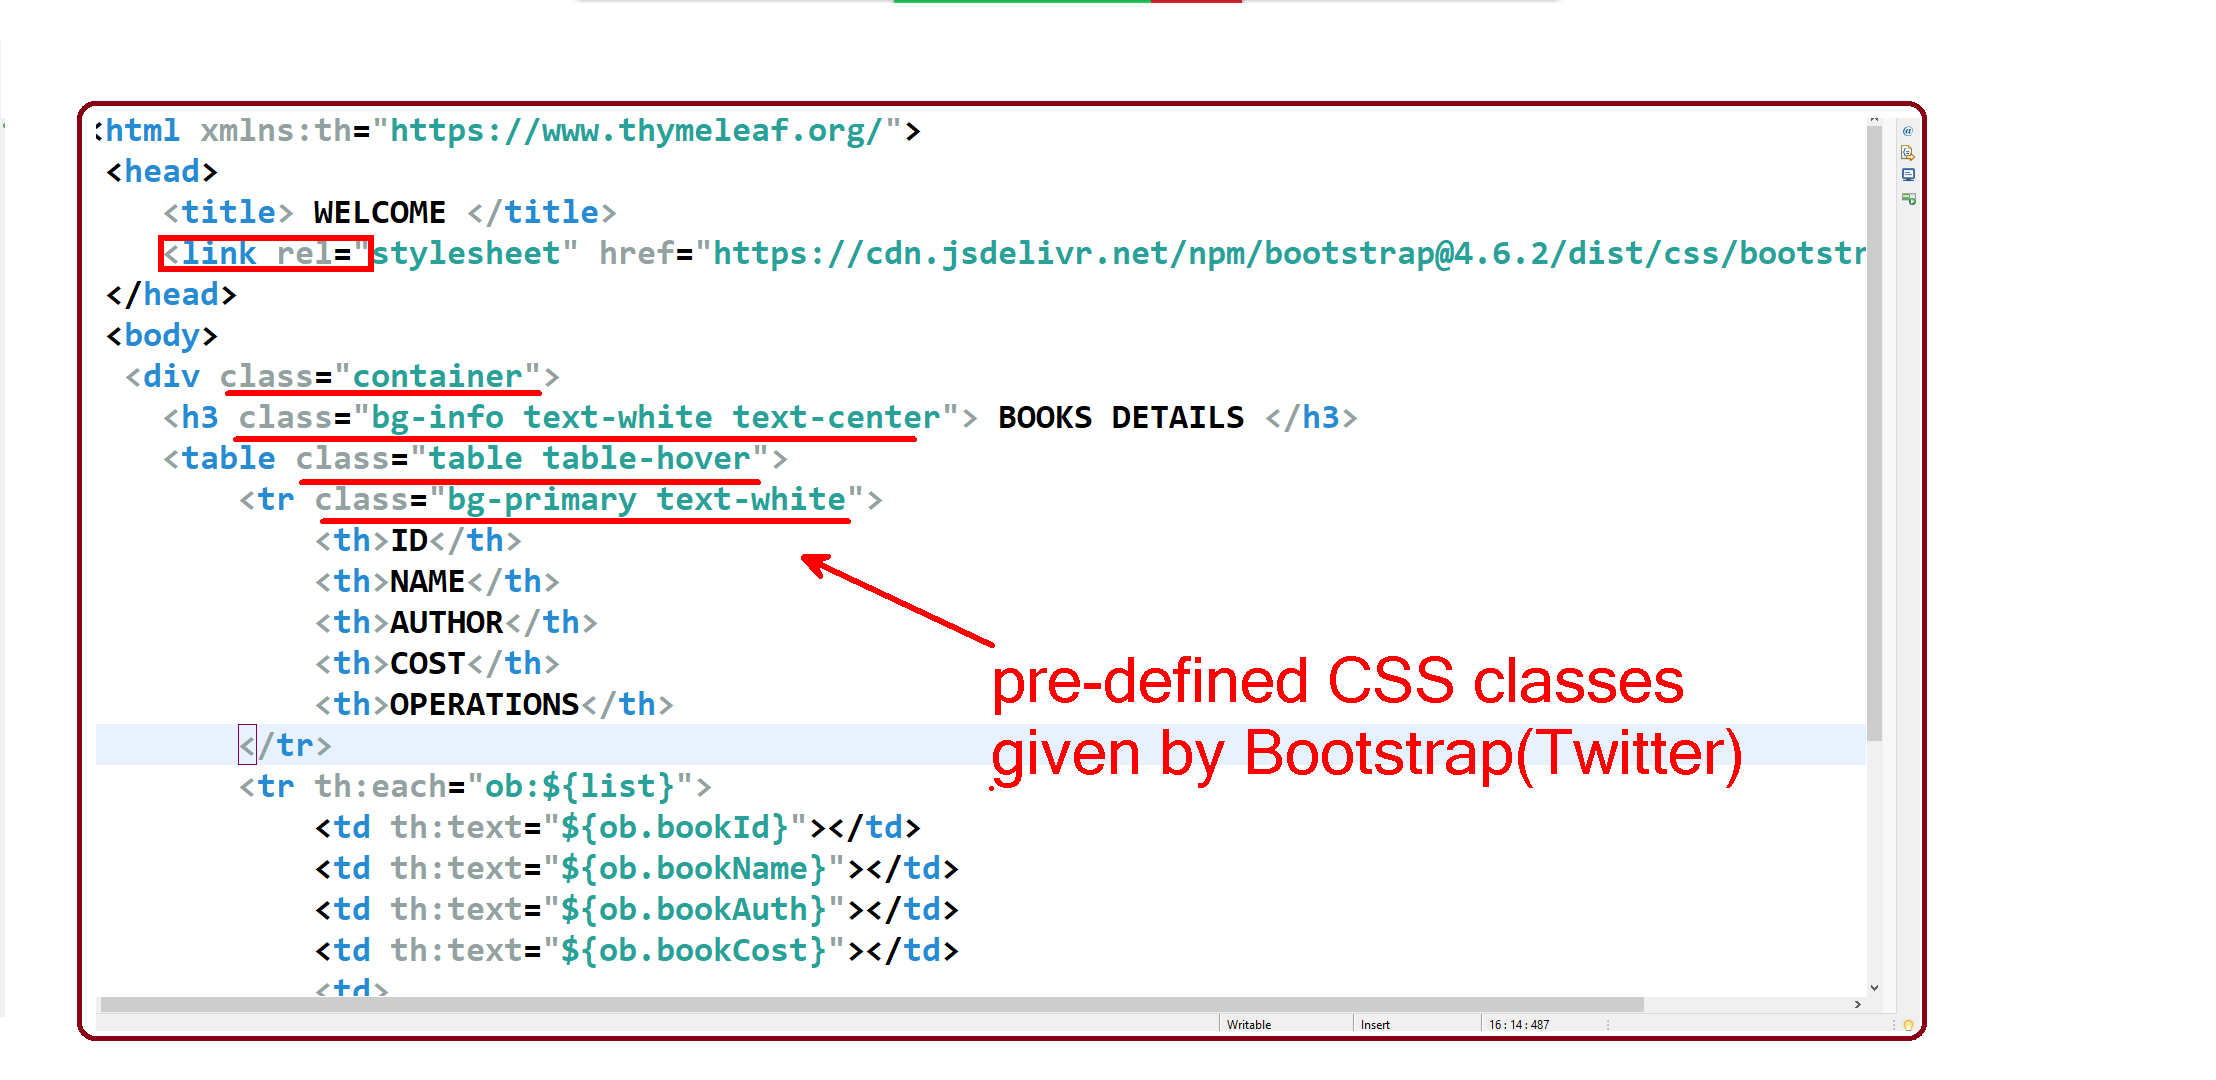 <html xmlns:th="https://www.thymeleaf.org/">
<head>
<title> WELCOME </title>
<link rel="stylesheet" href="https://cdn.jsdelivr.net/npm/bootstrap@4.6.2/dist/css/bootstr
</head>
<body>
<div class="container">
<h3 class="bg-info text-white text-center"> BOOKS DETAILS </h3>
<table class="table table-hover">
<tr class="bg-primary text-white">
<th>ID</th>
<th>NAME</th>
<th>AUTHOR</th>
<th>COST</th>
<th>OPERATIONS</th>
pre-defined CSS classes
given by Bootstrap(Twitter)
</tr>
<tr th:each="ob:${list}">
<td th:text="${ob.bookId}"></td>
<td th:text="${ob.bookName}"></td>
<td th:text="${ob.bookAuth}"></td>
<td th:text="${ob.bookCost}"></td>
<td>
Writable Insert 16 : 14 : 487